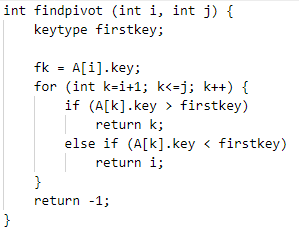 int findpivot (int i, int j) {
    keytype firstkey;

    fk = A[i].key;
    for (int k=i+1; k<=j; k++) {
        if (A[k].key > firstkey)
            return k;
        else if (A[k].key < firstkey)
            return i;
    }
    return -1;
}